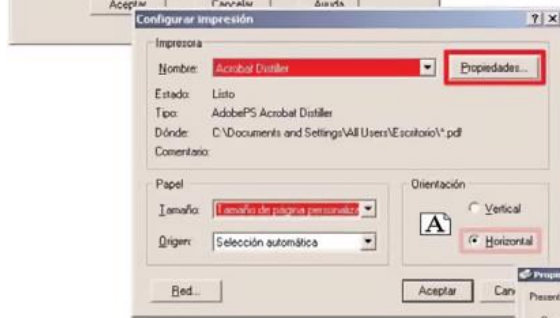 Aceptar Cancelar Ayuda
Configurar impresión
Impresora
Nombre: Acrobat Distiller Propiedades...
Estado: Listo
Tipo: AdobePS Acrobat Distiller
Dónde: C:\Documents and Settings\All Users\Escritorio\*.pdf
Comentario:
Papel Orientación
Tamaño: Tamaño de página personaliz Vertical
A
Origen: Selección automática Horizontal
Red... Aceptar